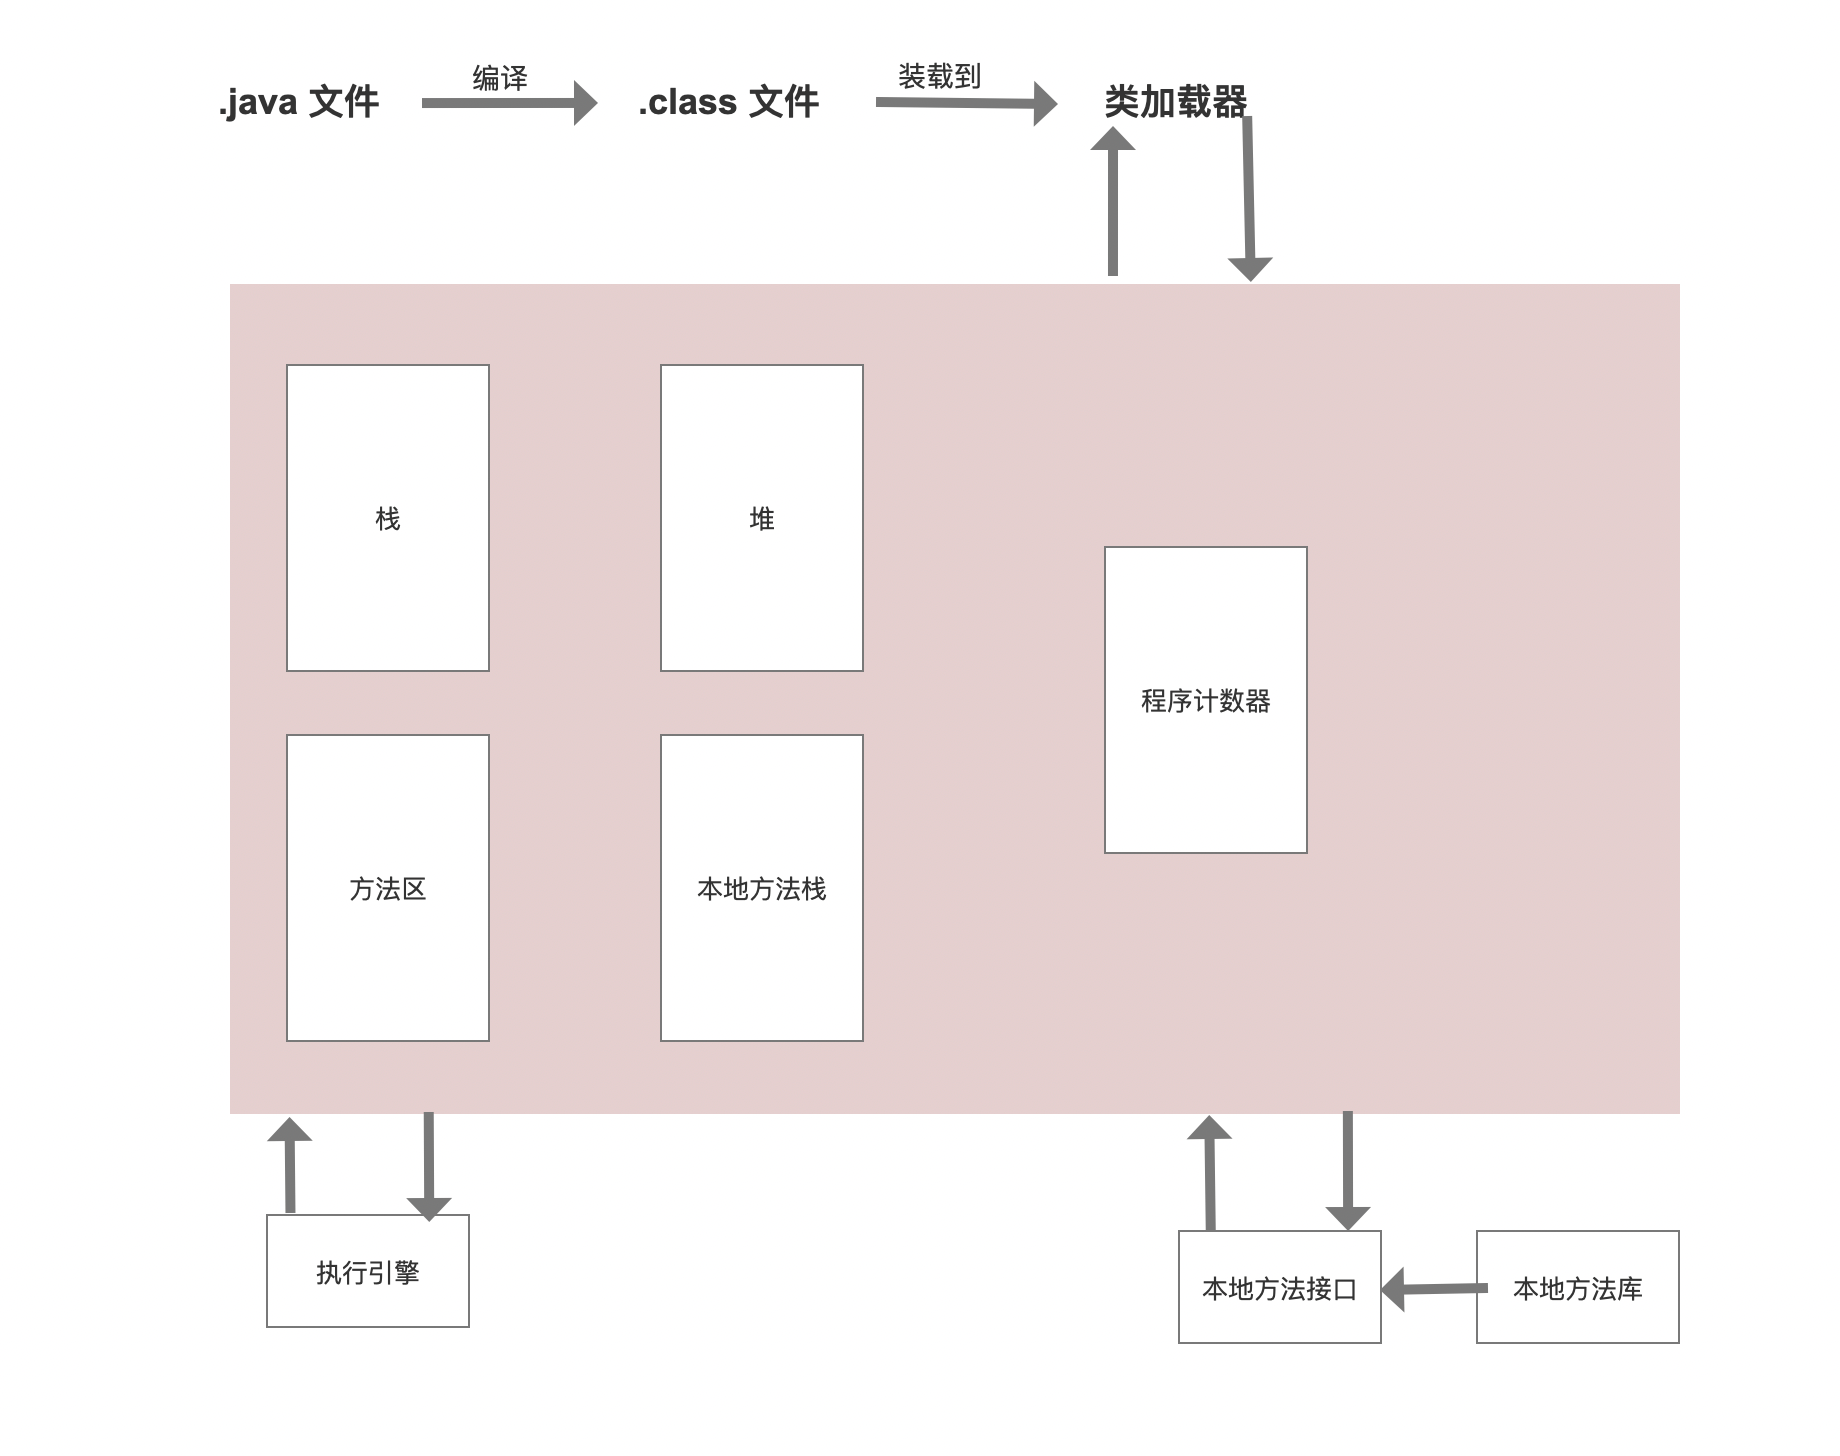 .java 文件
编译
.class 文件
装载到
类加载器
栈
堆
程序计数器
方法区
本地方法栈
执行引擎
本地方法接口
本地方法库